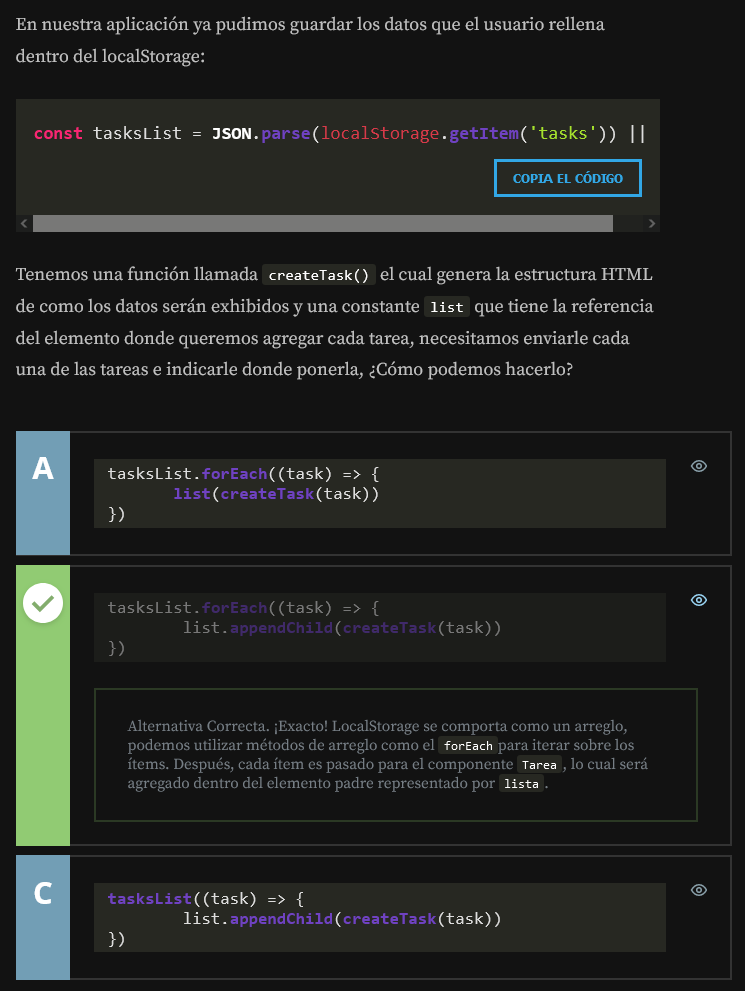 En nuestra aplicación ya pudimos guardar los datos que el usuario rellena
dentro del localStorage:
const tasksList = JSON.parse(localStorage.getItem('tasks')) ||
COPIA EL CÓDIGO
Tenemos una función llamada createTask() el cual genera la estructura HTML
de como los datos serán exhibidos y una constante list que tiene la referencia
del elemento donde queremos agregar cada tarea, necesitamos enviarle cada
una de las tareas e indicarle donde ponerla, ¿Cómo podemos hacerlo?
A
tasksList.forEach((task) => {
list(createTask(task))
})
tasksList.forEach((task) => {
list.appendChild(createTask(task))
})
Alternativa Correcta. ¡Exacto! LocalStorage se comporta como un arreglo,
podemos utilizar métodos de arreglo como el forEach para iterar sobre los
ítems. Después, cada ítem es pasado para el componente Tarea, lo cual será
agregado dentro del elemento padre representado por lista.
C
tasksList((task) => {
list.appendChild(createTask(task))
})